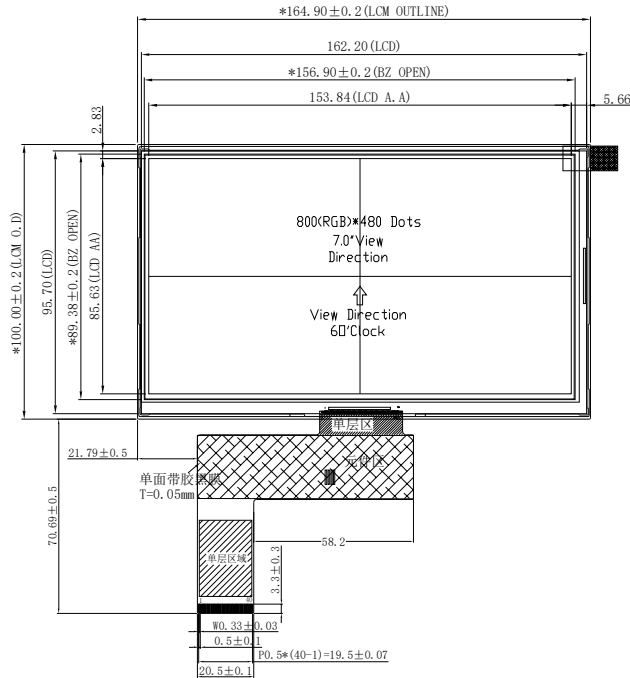 *164.90±0.2(LCM OUTLINE)
162.20(LCD)
*156.90±0.2(BZ OPEN)
153.84(LCD A.A)
5.66
2.83
*100.00±0.2(LCM O.D)
95.70(LCD)
*89.38±0.2(BZ OPEN)
85.63(LCD AA)
800(RGB)*480 Dots
7.0"View
Direction
View Direction
6O'Clock
单层区
21.79±0.5
元件区
单面带胶黑膜
T=0.05mm
70.69±0.5
58.2
单层区域
3.3±0.3
1
40
W0.33±0.03
0.5±0.1
P0.5*(40-1)=19.5±0.07
20.5±0.1